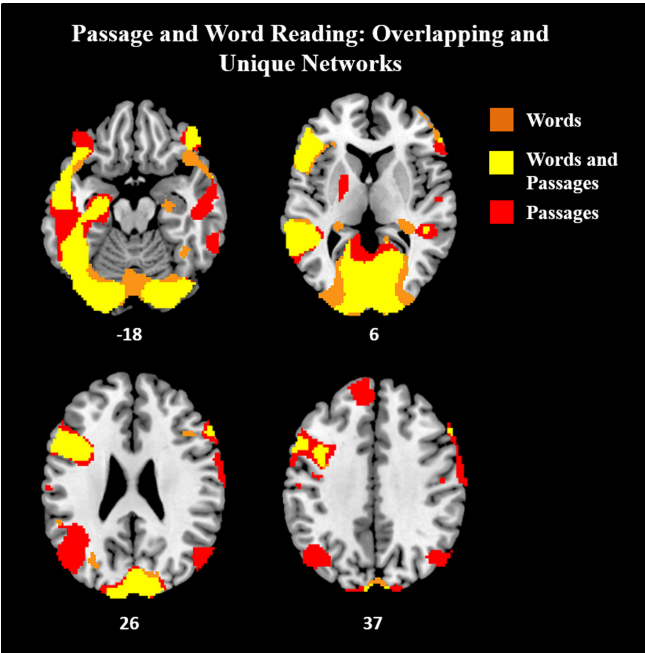 Passage and Word Reading: Overlapping and
Unique Networks
Words
Words and
Passages
Passages
-18
6
26
37